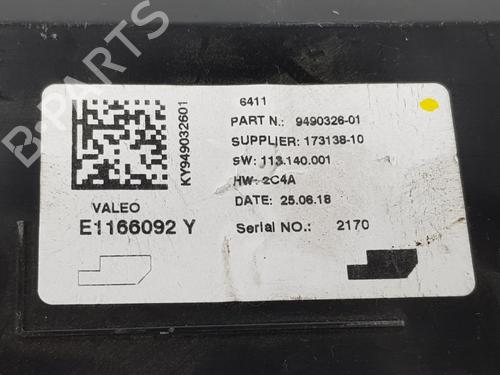 6411
PART N.: 9490326-01
SUPPLIER: 173138-10
SW: 113.140.001
HW: 2C4A
DATE: 25.06.18
Serial NO.: 2170
KY949032601
VALEO
E1166092 Y
B-PARTS